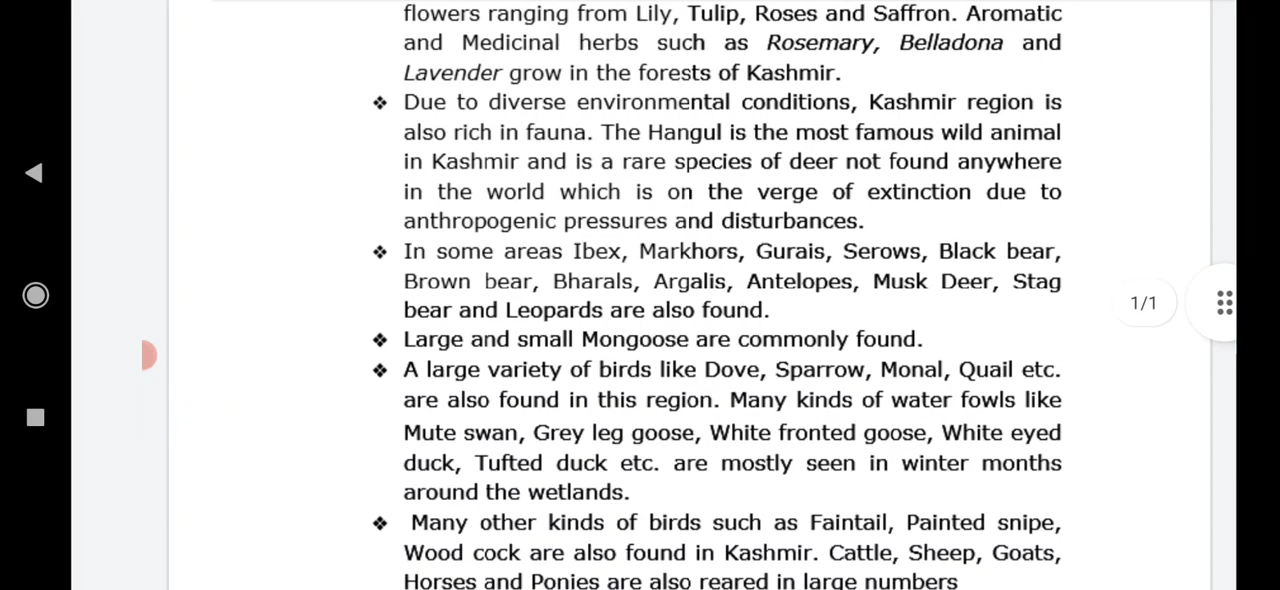 flowers ranging from Lily, Tulip, Roses and Saffron. Aromatic
and Medicinal herbs such as Rosemary, Belladona and
Lavender grow in the forests of Kashmir.
❖ Due to diverse environmental conditions, Kashmir region is
also rich in fauna. The Hangul is the most famous wild animal
in Kashmir and is a rare species of deer not found anywhere
in the world which is on the verge of extinction due to
anthropogenic pressures and disturbances.
❖ In some areas Ibex, Markhors, Gurais, Serows, Black bear,
Brown bear, Bharals, Argalis, Antelopes, Musk Deer, Stag
bear and Leopards are also found.
1/1
❖ Large and small Mongoose are commonly found.
❖ A large variety of birds like Dove, Sparrow, Monal, Quail etc.
are also found in this region. Many kinds of water fowls like
Mute swan, Grey leg goose, White fronted goose, White eyed
duck, Tufted duck etc. are mostly seen in winter months
around the wetlands.
❖ Many other kinds of birds such as Faintail, Painted snipe,
Wood cock are also found in Kashmir. Cattle, Sheep, Goats,
Horses and Ponies are also reared in large numbers